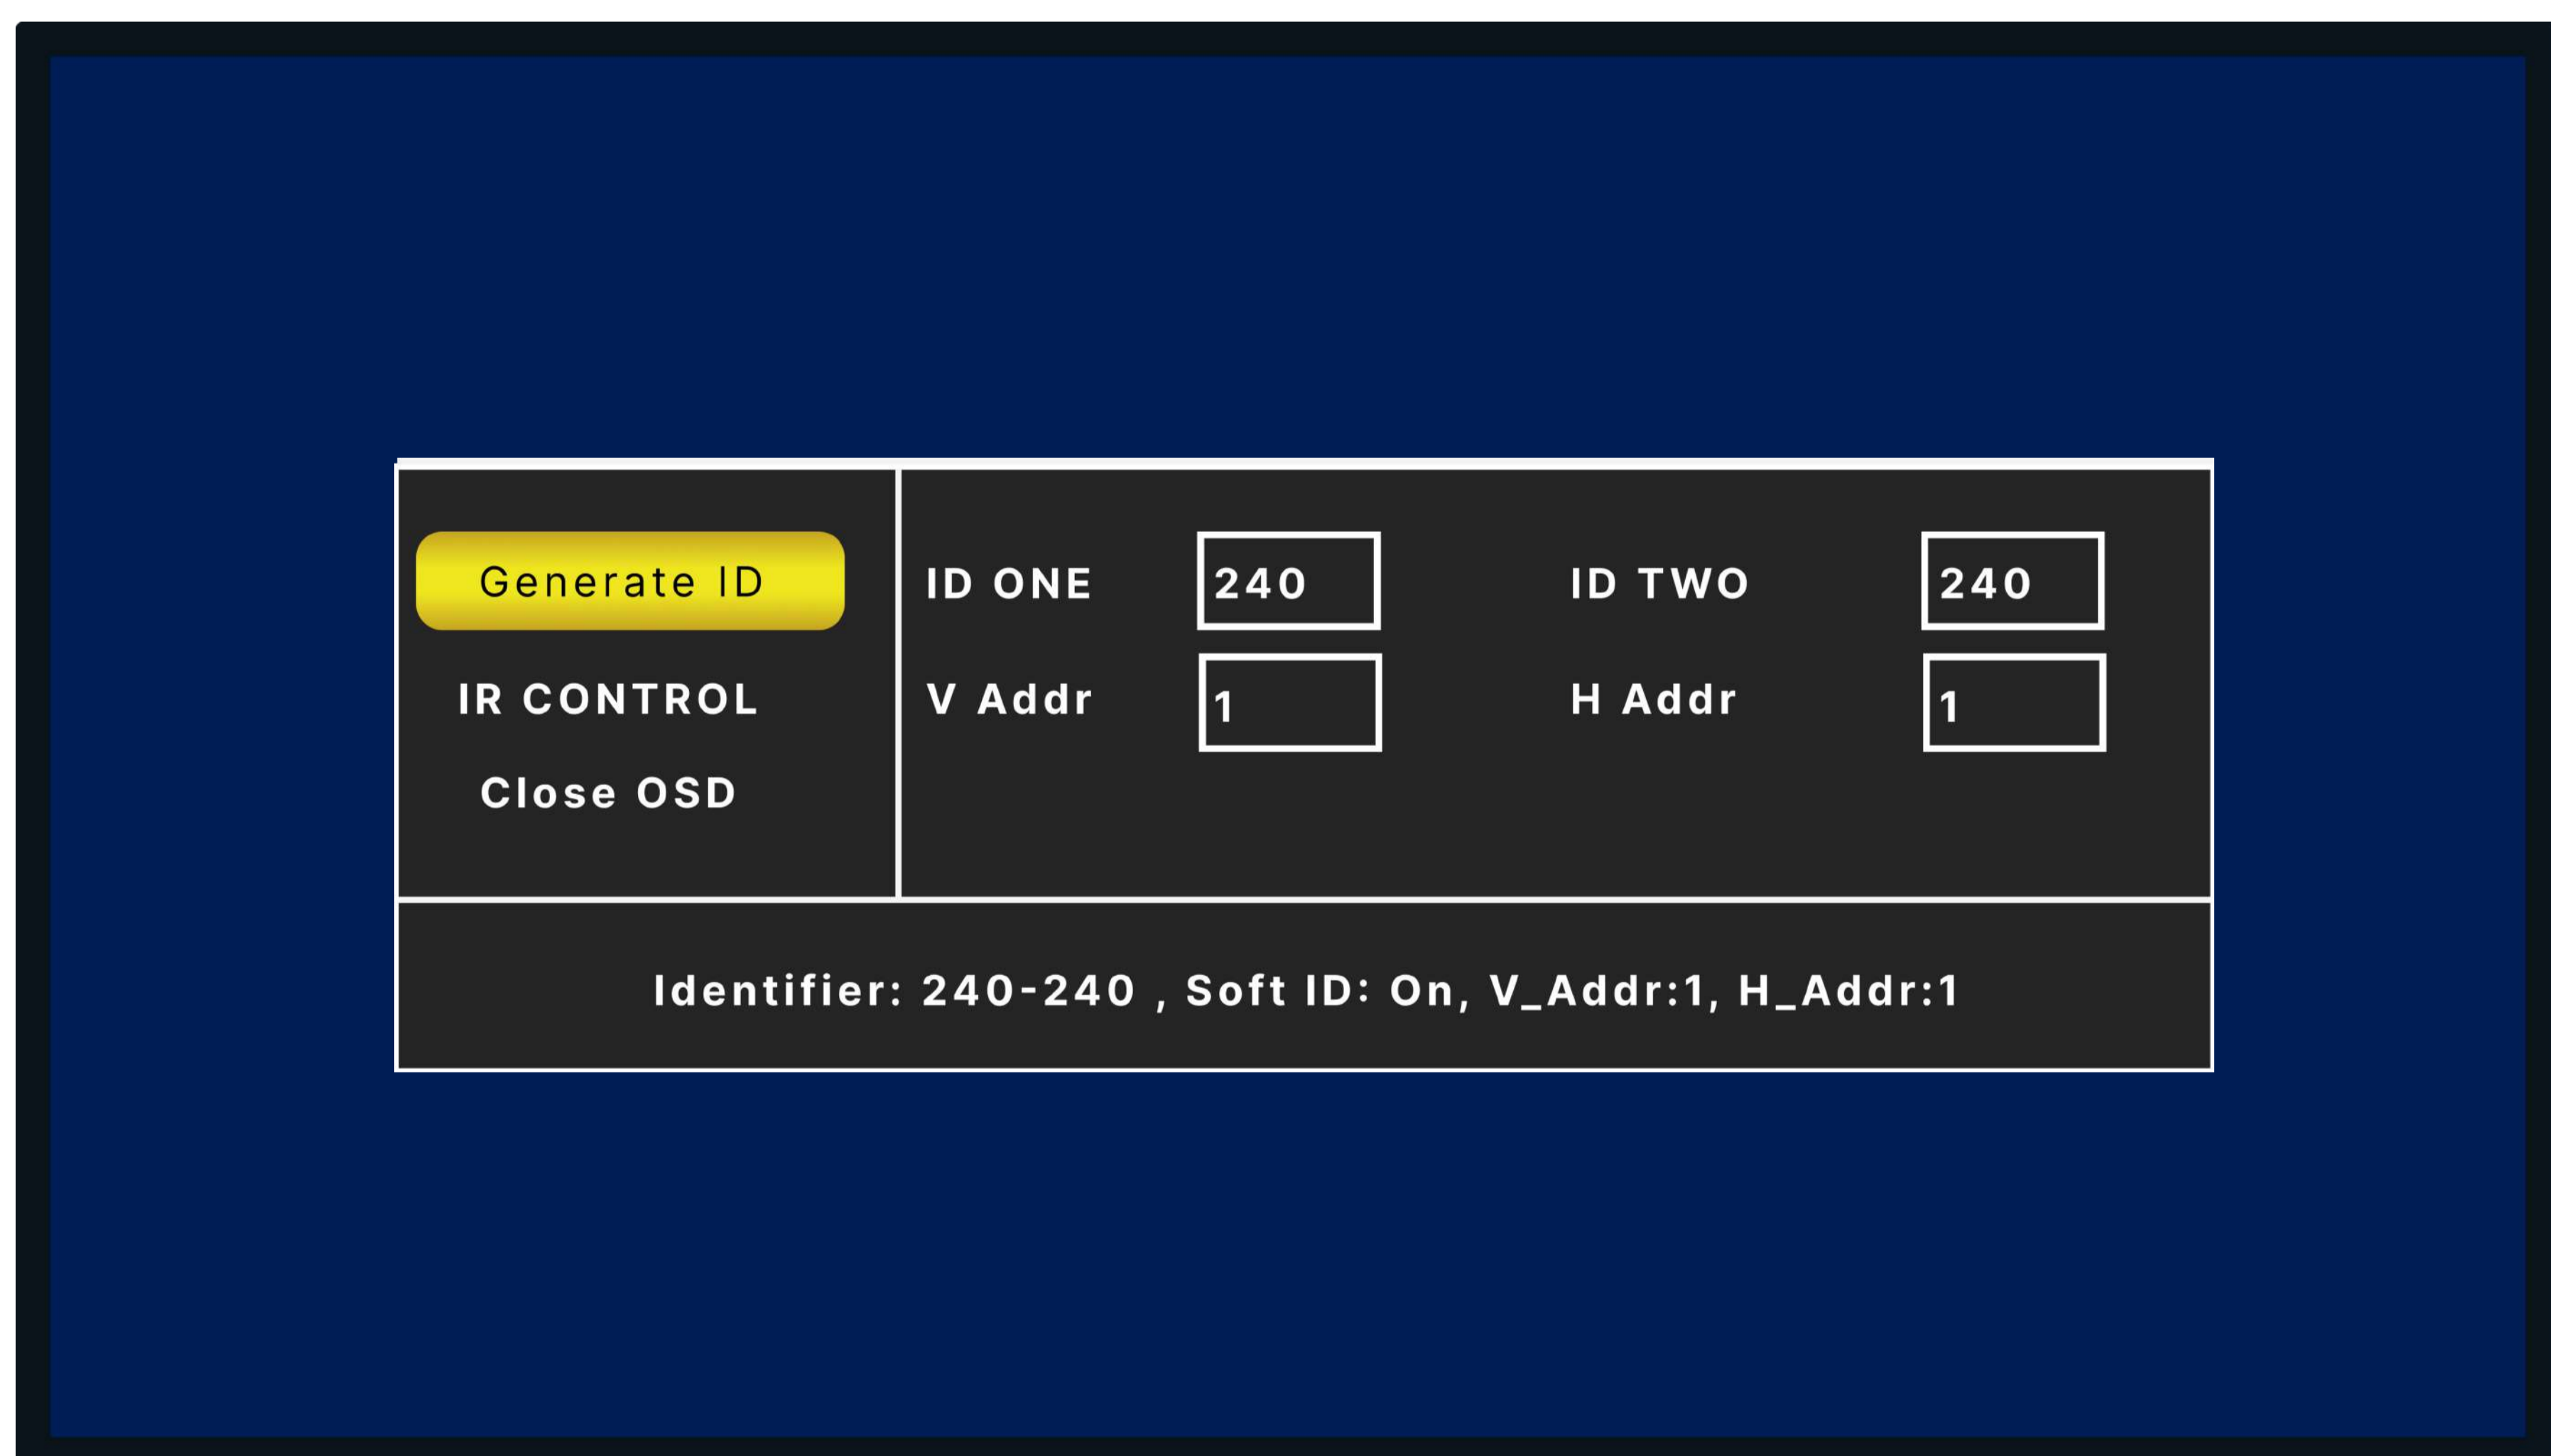 Generate ID
ID ONE 240 ID TWO 240
IR CONTROL
V Addr 1 H Addr 1
Close OSD
Identifier: 240-240 , Soft ID: On, V_Addr:1, H_Addr:1